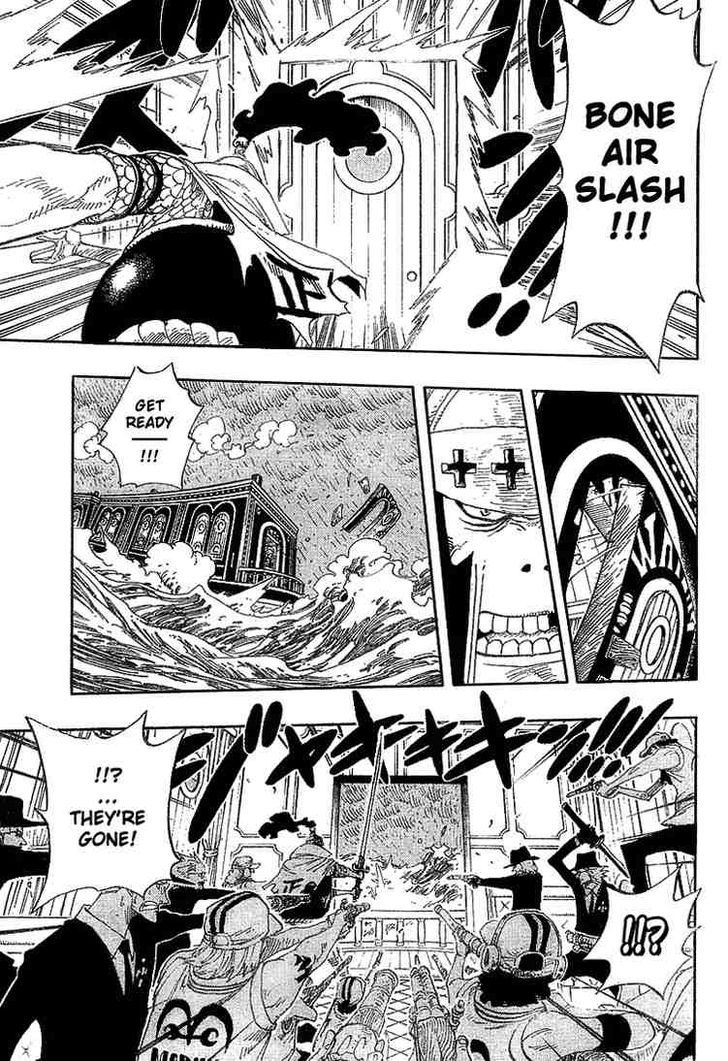 BONE
AIR
SLASH
!!!
GET
READY
—
!!!
!!?
...
THEY'RE
GONE!
ジャキキキッ
!!?